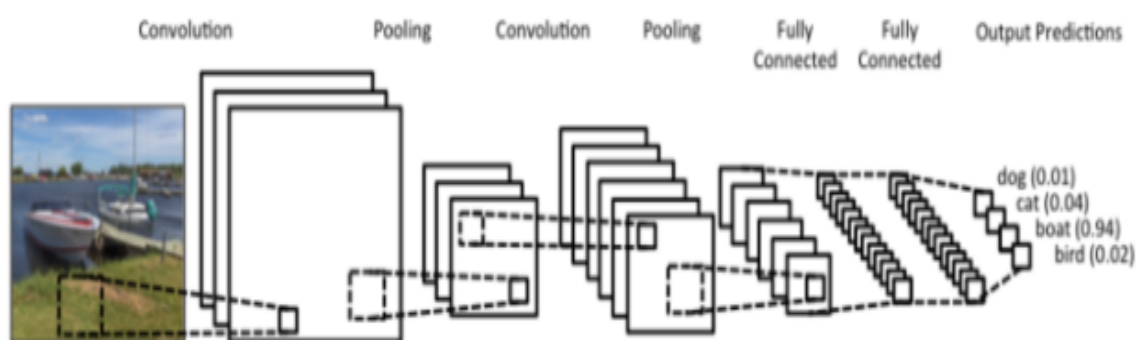 Convolution
Pooling
Convolution
Pooling
Fully
Connected
Fully
Connected
Output Predictions
dog (0.01)
cat (0.04)
boat (0.94)
bird (0.02)